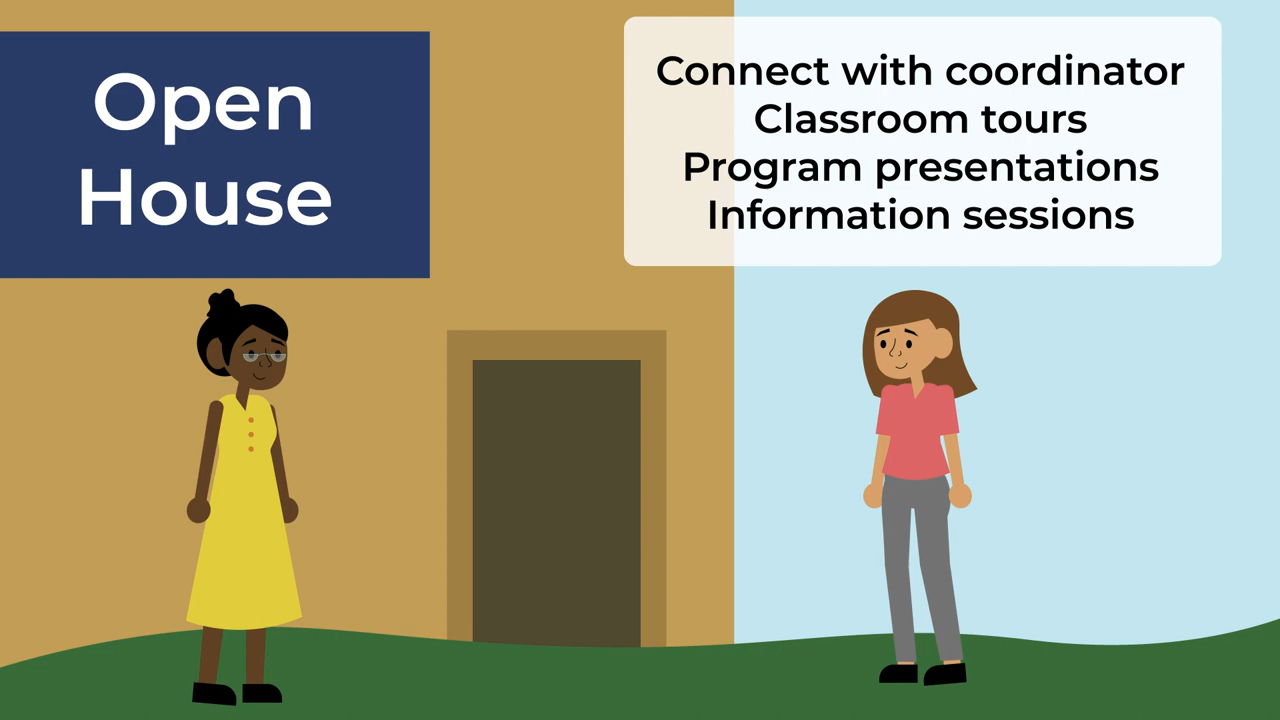 Open
House
Connect with coordinator
Classroom tours
Program presentations
Information sessions